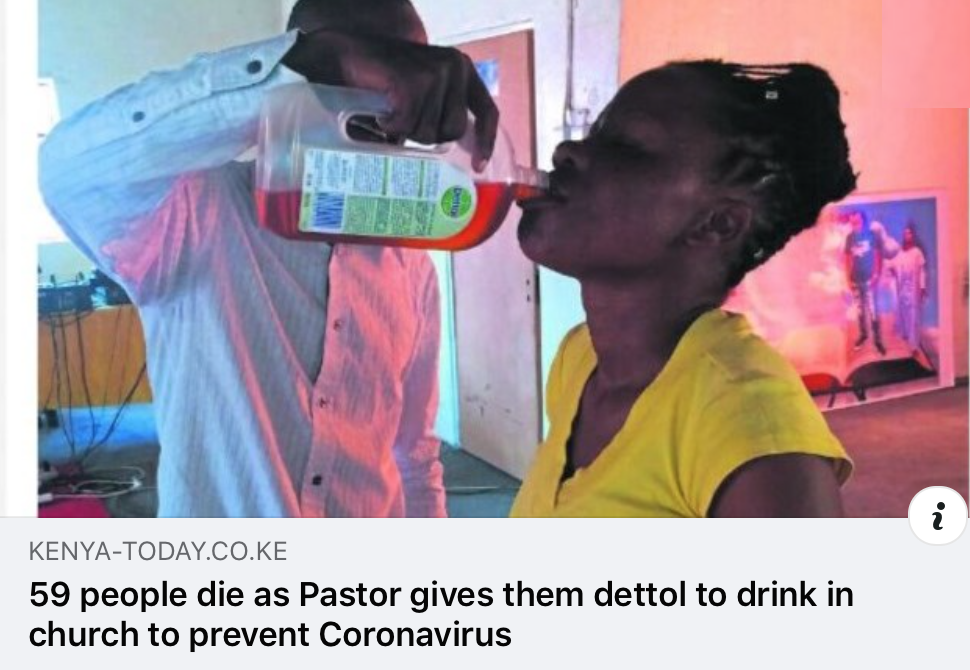 Dettol
KENYA-TODAY.CO.KE
59 people die as Pastor gives them dettol to drink in
church to prevent Coronavirus